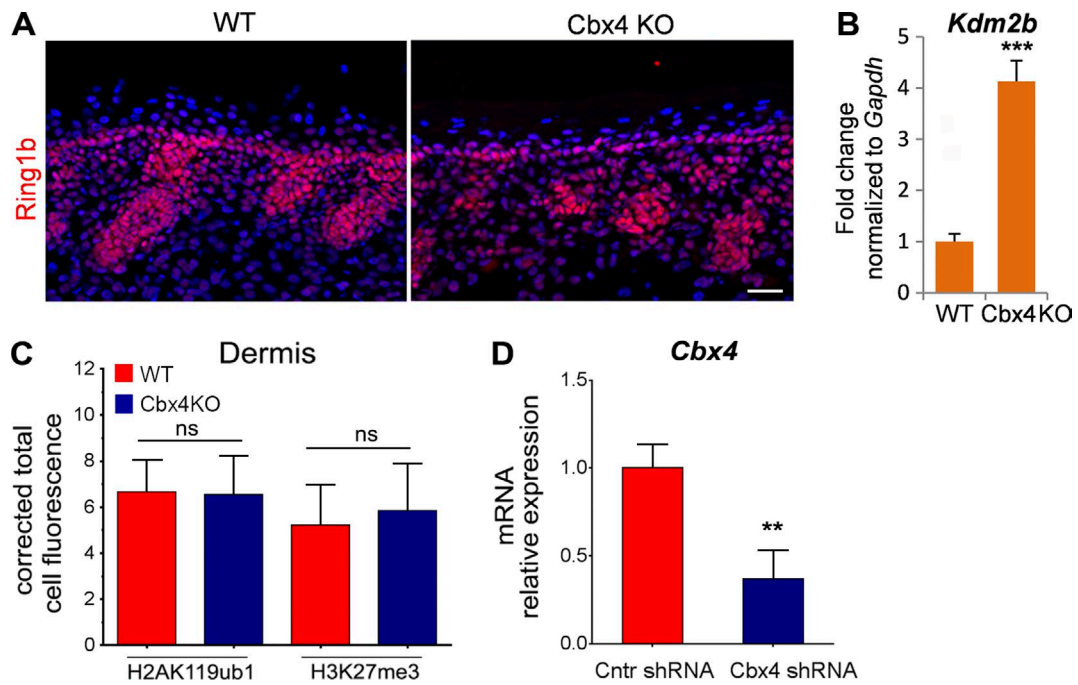 A
WT
Cbx4 KO
Ring1b
B
Kdm2b
***
Fold change
normalized to Gapdh
5
4
3
2
1
0
WT
Cbx4KO
C
Dermis
WT
Cbx4KO
ns
ns
corrected total
cell fluorescence
12
10
8
6
4
2
0
H2AK119ub1
H3K27me3
D
Cbx4
mRNA
relative expression
1.5
1.0
0.5
0.0
**
Cntr shRNA
Cbx4 shRNA